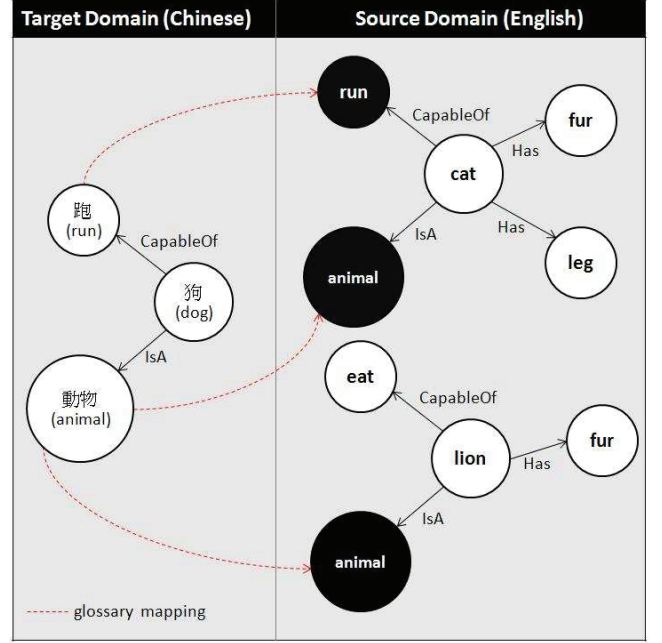 Target Domain (Chinese)
Source Domain (English)
run
CapableOf
fur
Has
cat
跑
(run)
IsA
Has
CapableOf
leg
animal
狗
(dog)
IsA
eat
CapableOf
動物
(animal)
fur
lion
Has
IsA
animal
glossary mapping